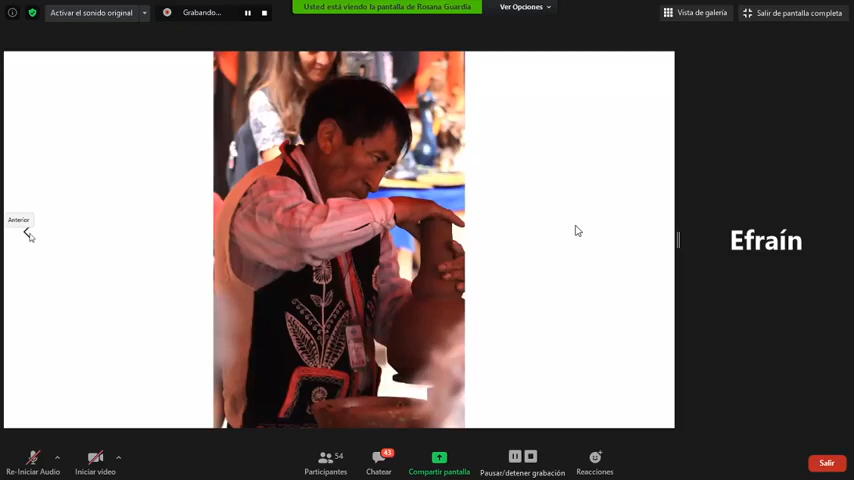 Activar el sonido original
Grabando...
Usted está viendo la pantalla de Rosana Guardia
Ver Opciones
Vista de galería
Salir de pantalla completa
Anterior
Efraín
Re-Iniciar Audio
Iniciar video
54
Participantes
43
Chatear
Compartir pantalla
Pausar/detener grabación
Reacciones
Salir